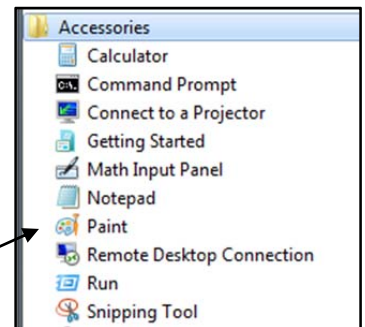 Accessories
Calculator
Command Prompt
Connect to a Projector
Getting Started
Math Input Panel
Notepad
Paint
Remote Desktop Connection
Run
Snipping Tool